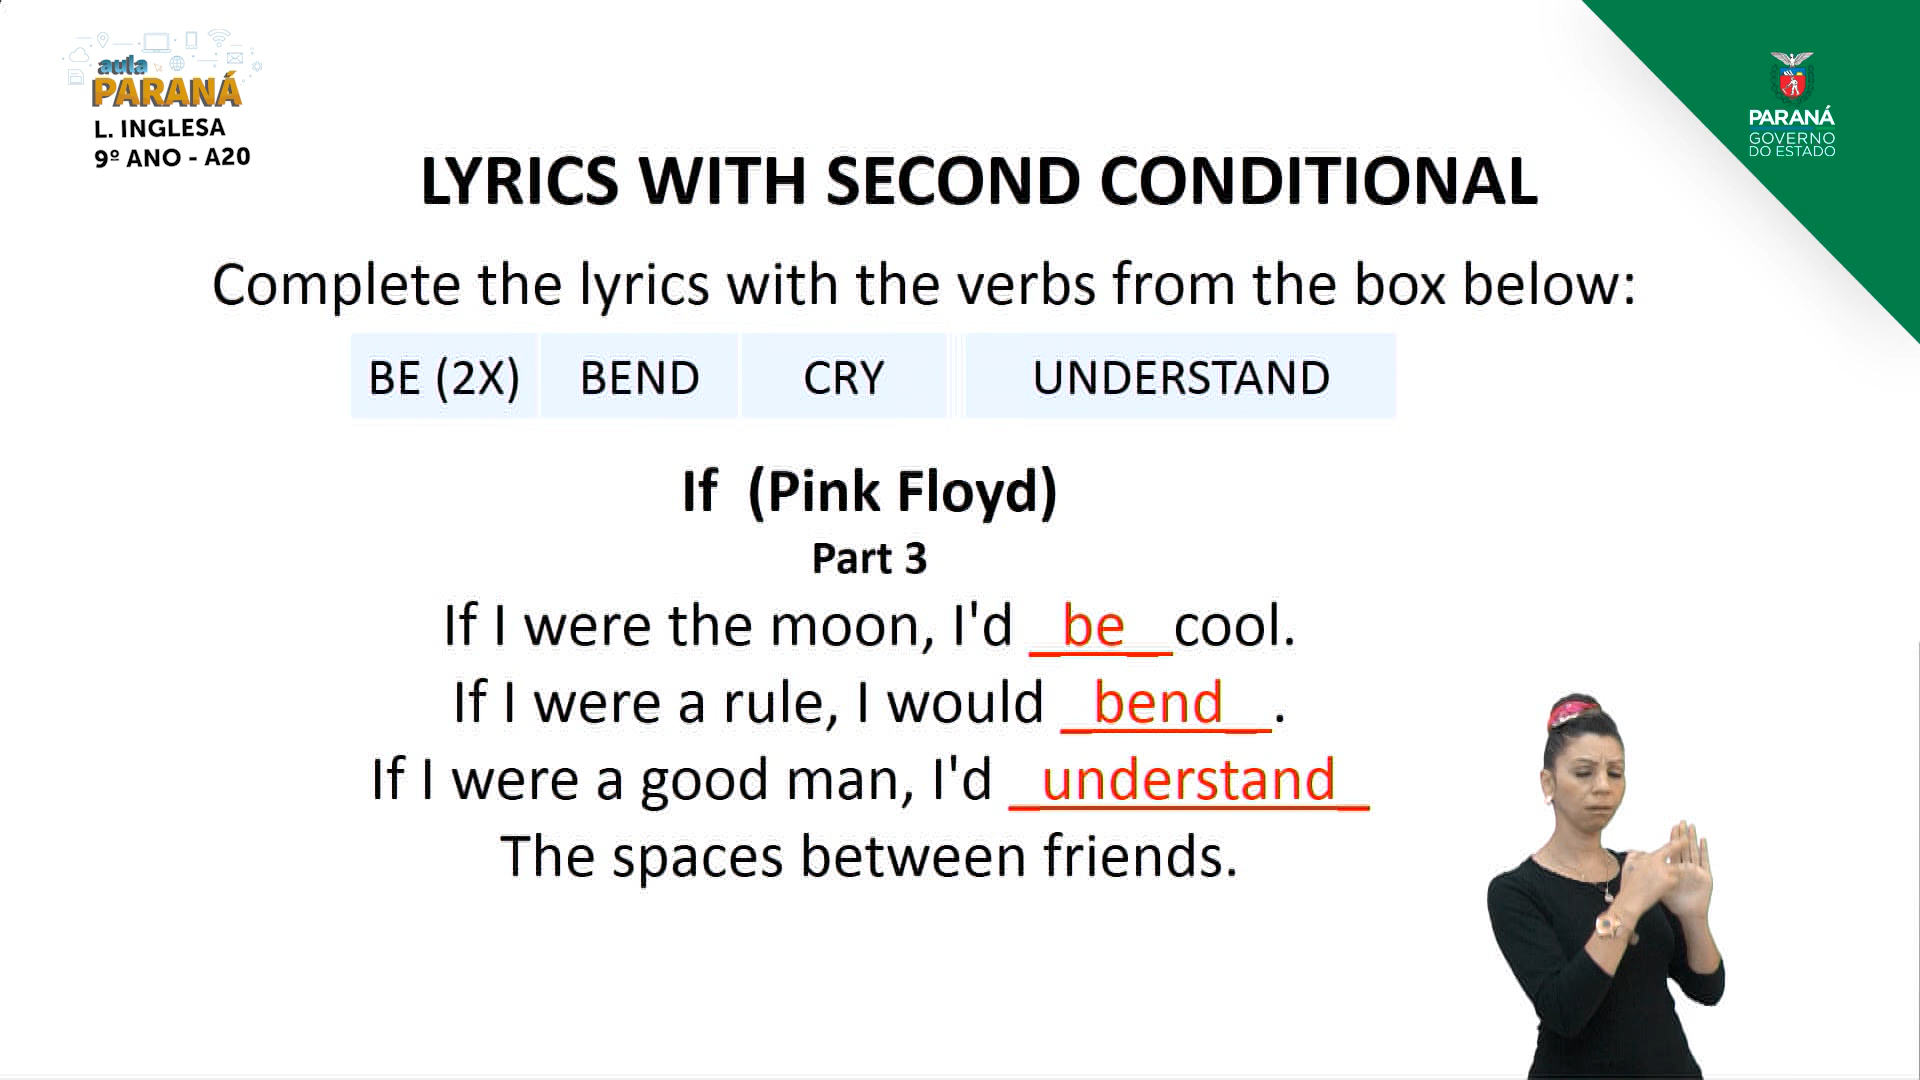 aula
PARANÁ
L. INGLESA
9º ANO - A20
PARANÁ
GOVERNO
DO ESTADO
LYRICS WITH SECOND CONDITIONAL
Complete the lyrics with the verbs from the box below:
BE (2X) BEND CRY UNDERSTAND
If (Pink Floyd)
Part 3
If I were the moon, I'd _be_ cool.
If I were a rule, I would _bend_.
If I were a good man, I'd _understand_
The spaces between friends.